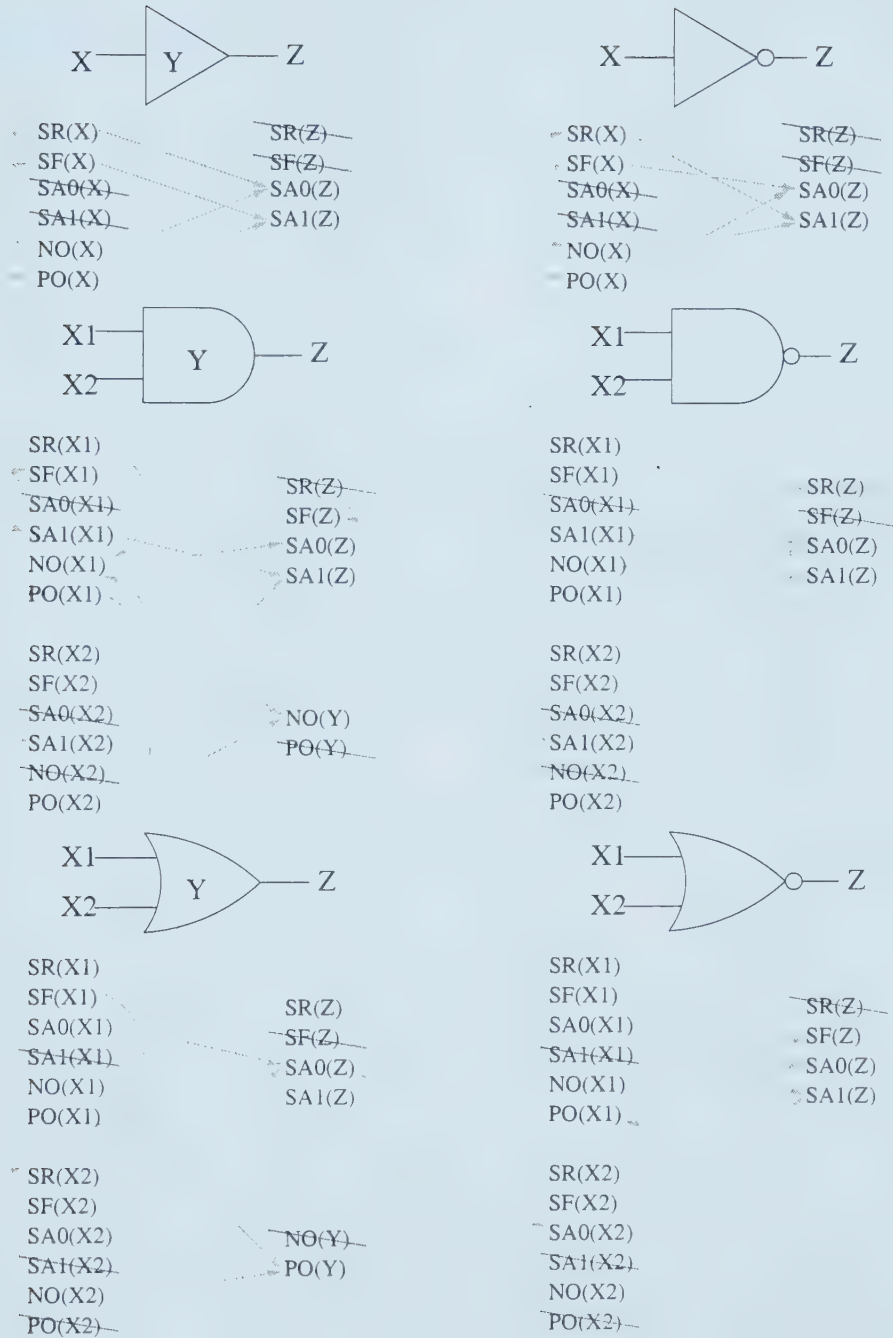 X Y Z
SR(X)
SF(X)
SA0(X)
SA1(X)
NO(X)
PO(X)
SR(Z)
SF(Z)
SA0(Z)
SA1(Z)
X Z
SR(X)
SF(X)
SA0(X)
SA1(X)
NO(X)
PO(X)
SR(Z)
SF(Z)
SA0(Z)
SA1(Z)
X1
Y Z
X2
SR(X1)
SF(X1)
SA0(X1)
SA1(X1)
NO(X1)
PO(X1)
SR(Z)
SF(Z)
SA0(Z)
SA1(Z)
SR(X2)
SF(X2)
SA0(X2)
SA1(X2)
NO(X2)
PO(X2)
NO(Y)
PO(Y)
X1
Z
X2
SR(X1)
SF(X1)
SA0(X1)
SA1(X1)
NO(X1)
PO(X1)
SR(Z)
SF(Z)
SA0(Z)
SA1(Z)
SR(X2)
SF(X2)
SA0(X2)
SA1(X2)
NO(X2)
PO(X2)
X1
Y Z
X2
SR(X1)
SF(X1)
SA0(X1)
SA1(X1)
NO(X1)
PO(X1)
SR(Z)
SF(Z)
SA0(Z)
SA1(Z)
SR(X2)
SF(X2)
SA0(X2)
SA1(X2)
NO(X2)
PO(X2)
NO(Y)
PO(Y)
X1
Z
X2
SR(X1)
SF(X1)
SA0(X1)
SA1(X1)
NO(X1)
PO(X1)
SR(Z)
SF(Z)
SA0(Z)
SA1(Z)
SR(X2)
SF(X2)
SA0(X2)
SA1(X2)
NO(X2)
PO(X2)